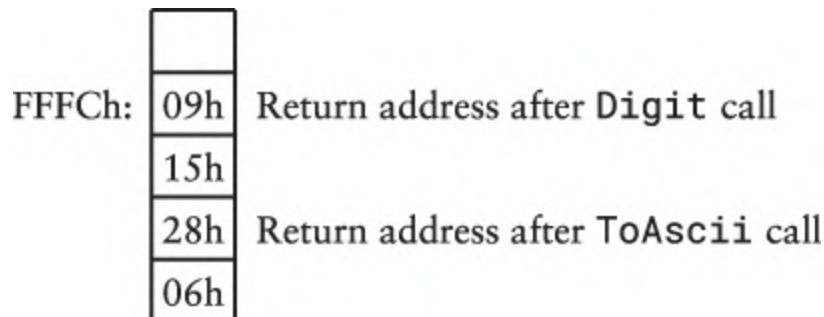 FFFCh: 09h Return address after Digit call
15h
28h Return address after ToAscii call
06h